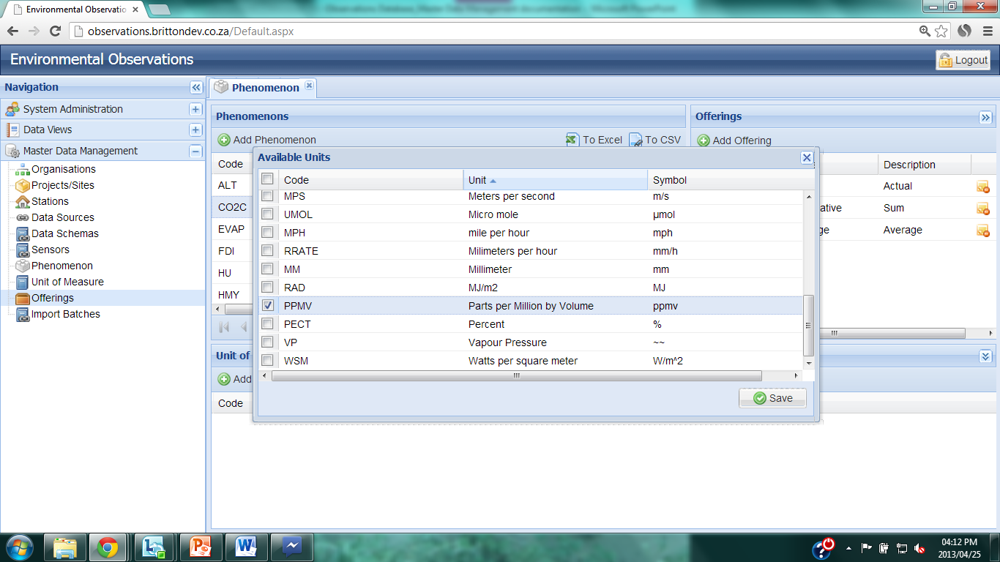 Environmental Observatio
observations.brittondev.co.za/Default.aspx
Environmental Observations
Logout
Navigation
System Administration
Data Views
Master Data Management
Organisations
Projects/Sites
Stations
Data Sources
Data Schemas
Sensors
Phenomenon
Unit of Measure
Offerings
Import Batches
Phenomenon
Phenomenons
Add Phenomenon
To Excel
To CSV
Code
ALT
CO2C
EVAP
FDI
HU
HMY
Offerings
Add Offering
Description
Actual
ative Sum
ge Average
Available Units
Code Unit Symbol
MPS Meters per second m/s
UMOL Micro mole µmol
MPH mile per hour mph
RRATE Milimeters per hour mm/h
MM Millimeter mm
RAD MJ/m2 MJ
PPMV Parts per Million by Volume ppmv
PECT Percent %
VP Vapour Pressure ~~
WSM Watts per square meter W/m^2
Save
Unit of
Add
Code
04:12 PM
2013/04/25